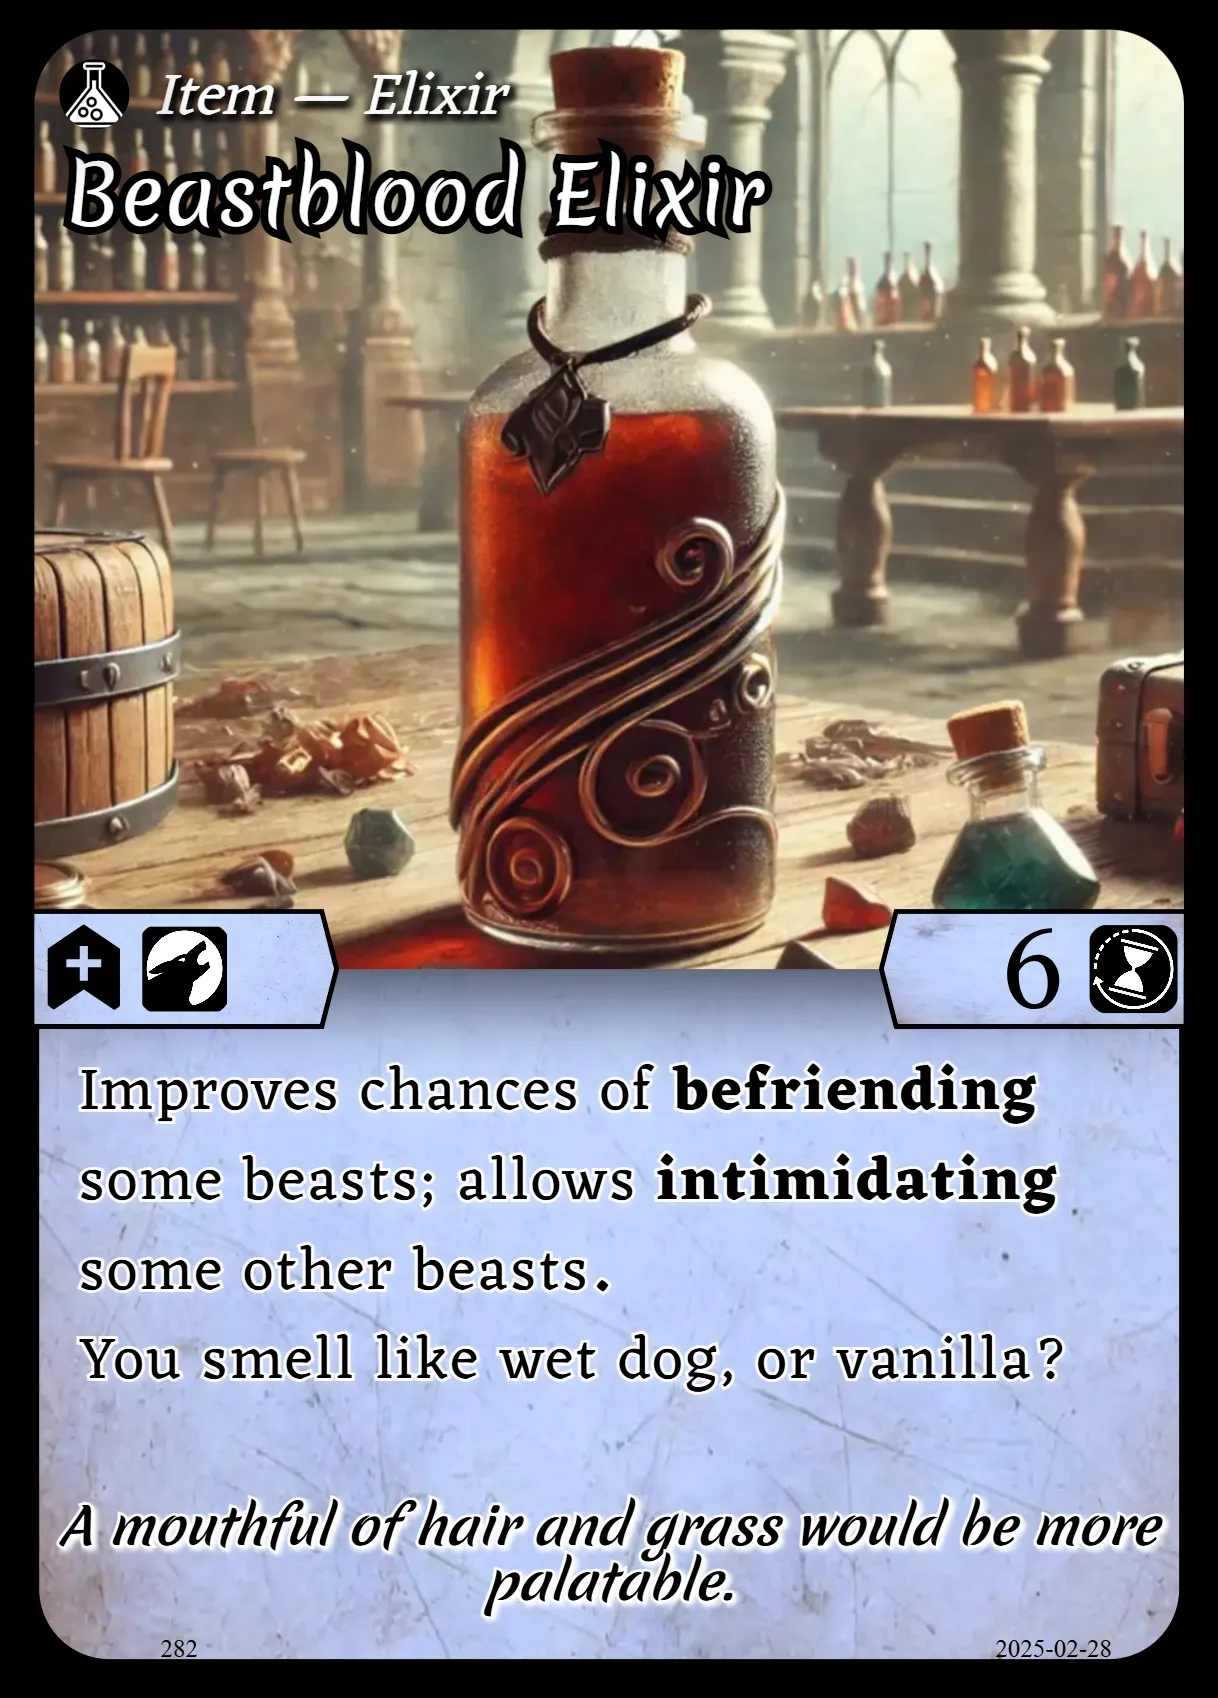 Item — Elixir
Beastblood Elixir
6
Improves chances of befriending
some beasts; allows intimidating
some other beasts.
You smell like wet dog, or vanilla?
A mouthful of hair and grass would be more
palatable.
282
2025-02-28